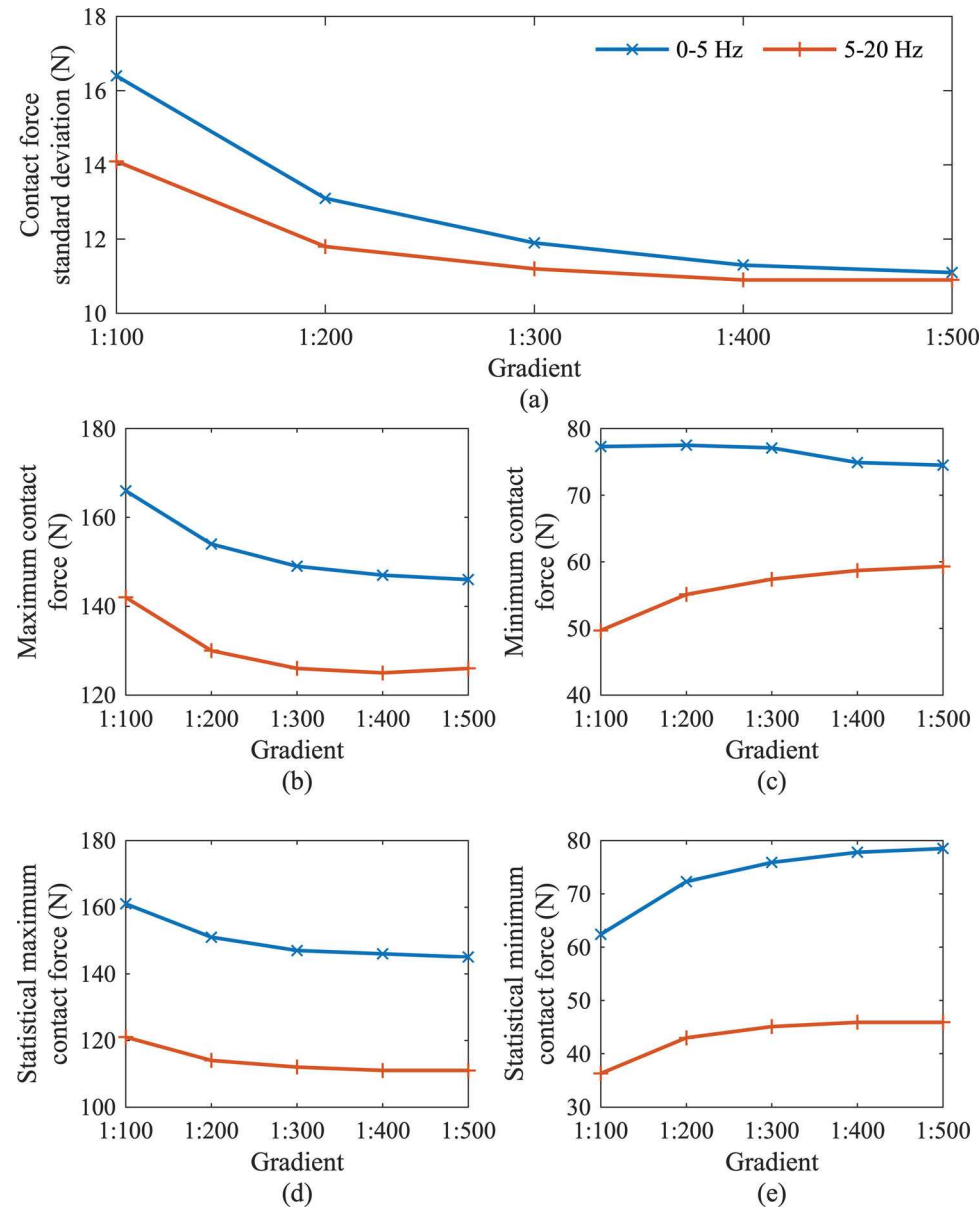 18
16
14
12
10
Contact force
standard deviation (N)
0-5 Hz
5-20 Hz
1:100
1:200
1:300
1:400
1:500
Gradient
(a)
180
160
140
120
Maximum contact
force (N)
1:100
1:200
1:300
1:400
1:500
Gradient
(b)
80
70
60
50
40
Minimum contact
force (N)
1:100
1:200
1:300
1:400
1:500
Gradient
(c)
180
160
140
120
100
Statistical maximum
contact force (N)
1:100
1:200
1:300
1:400
1:500
Gradient
(d)
80
70
60
50
40
30
Statistical minimum
contact force (N)
1:100
1:200
1:300
1:400
1:500
Gradient
(e)